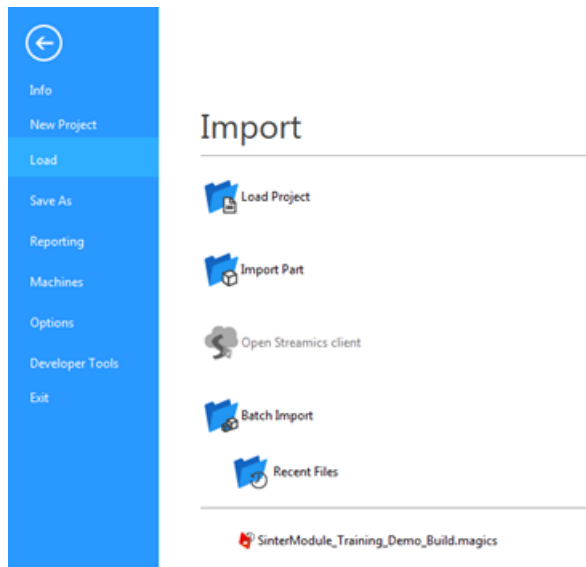 Info
New Project
Load
Save As
Reporting
Machines
Options
Developer Tools
Exit
Import
Load Project
Import Part
Open Streamics client
Batch Import
Recent Files
SinterModule_Training_Demo_Build.magics